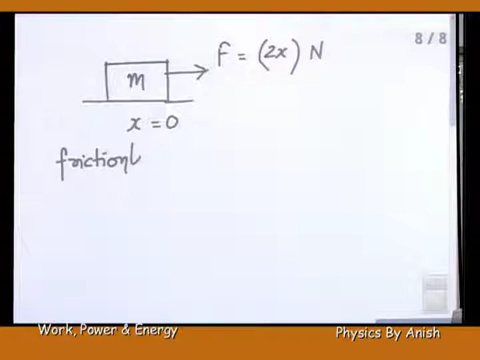 F = (2x) N
8 / 8
m
x = 0
frictionl
Work, Power & Energy
Physics By Anish